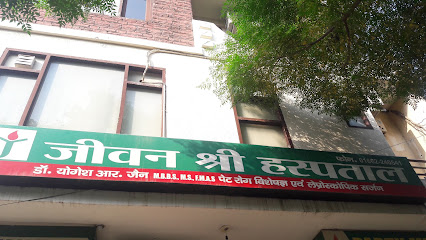 जीवन श्री हस्पताल
फोन.
डॉ. योगेश आर. जैन M.B.B.S. M.S. F.M.A.S पेट रोग विशेषज्ञ एवं लेप्रोस्कोपिक सर्जन